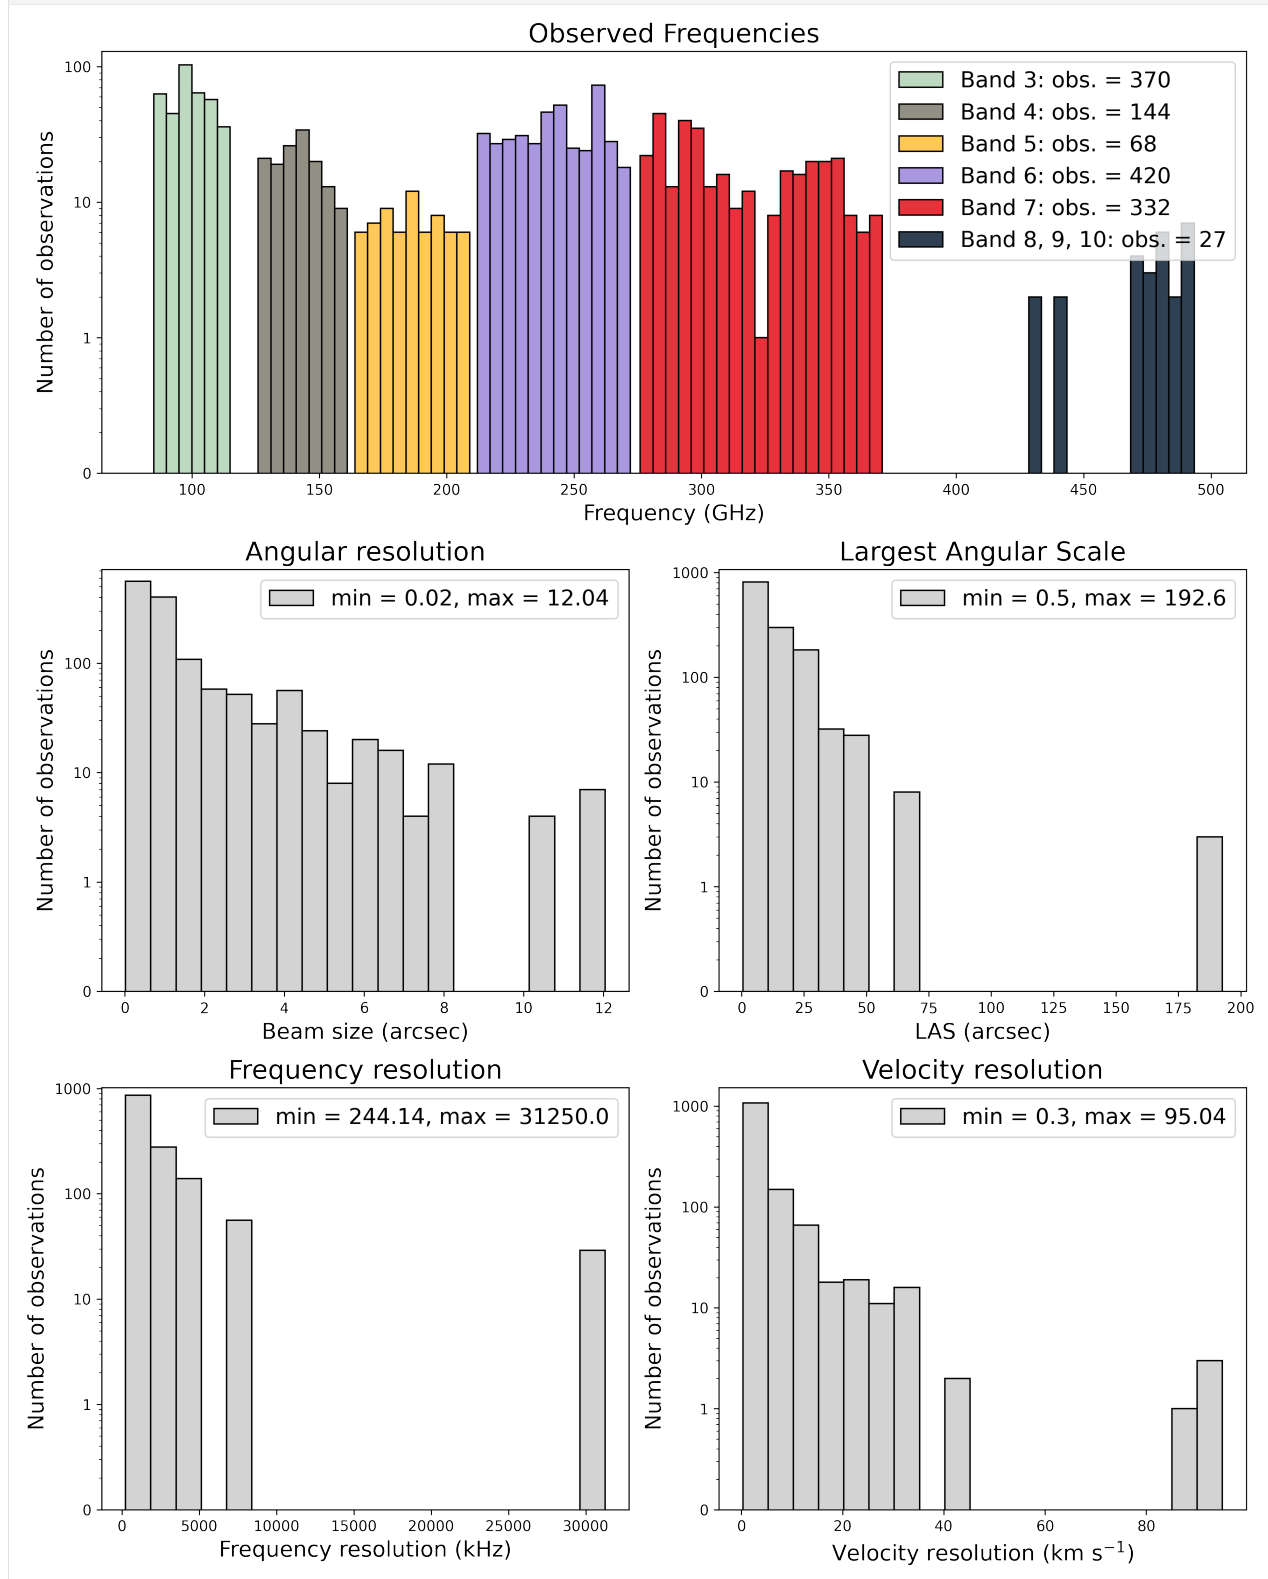 Observed Frequencies
Number of observations
100
10
1
0
Band 3: obs. = 370
Band 4: obs. = 144
Band 5: obs. = 68
Band 6: obs. = 420
Band 7: obs. = 332
Band 8, 9, 10: obs. = 27
100 150 200 250 300 350 400 450 500
Frequency (GHz)
Angular resolution
Number of observations
100
10
1
0
min = 0.02, max = 12.04
0 2 4 6 8 10 12
Beam size (arcsec)
Largest Angular Scale
Number of observations
1000
100
10
1
0
min = 0.5, max = 192.6
0 25 50 75 100 125 150 175 200
LAS (arcsec)
Frequency resolution
Number of observations
1000
100
10
1
0
min = 244.14, max = 31250.0
0 5000 10000 15000 20000 25000 30000
Frequency resolution (kHz)
Velocity resolution
Number of observations
1000
100
10
1
0
min = 0.3, max = 95.04
0 20 40 60 80
Velocity resolution (km s⁻¹)